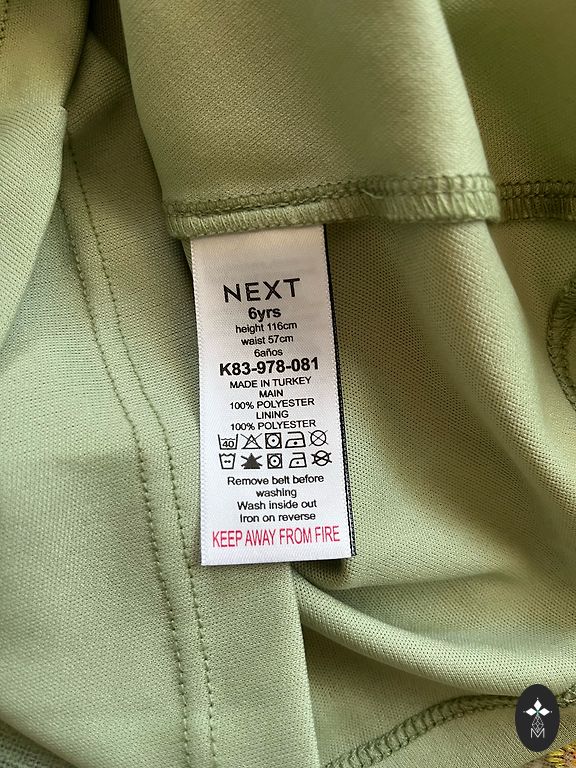 NEXT
6yrs
height 116cm
waist 57cm
6años
K83-978-081
MADE IN TURKEY
MAIN
100% POLYESTER
LINING
100% POLYESTER
40
Remove belt before
washing
Wash inside out
Iron on reverse
KEEP AWAY FROM FIRE
M